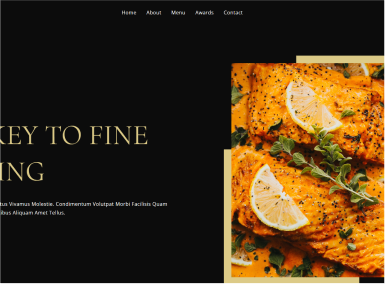 Home About Menu Awards Contact
KEY TO FINE
ING
tus Vivamus Molestie. Condimentum Volutpat Morbi Facilisis Quam
ibus Aliquam Amet Tellus.